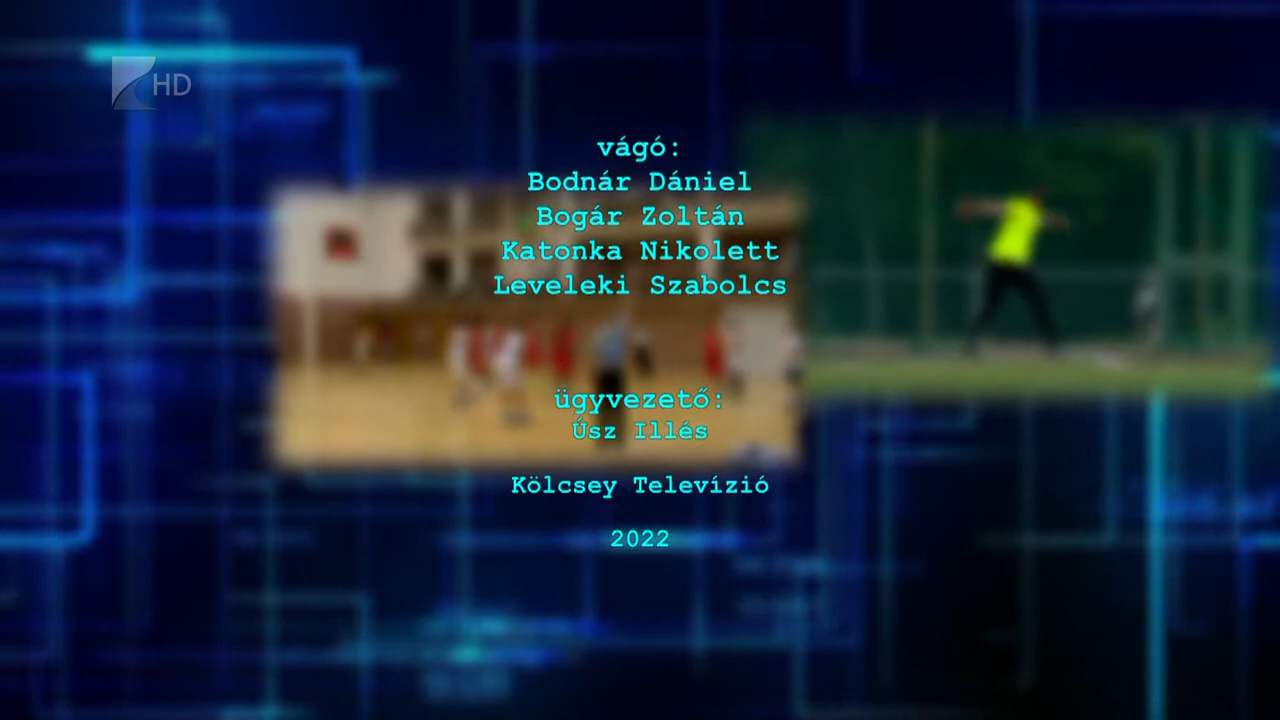 HD
vágó:
Bodnár Dániel
Bogár Zoltán
Katonka Nikolett
Leveleki Szabolcs
ügyvezető:
Úsz Illés
Kölcsey Televízió
2022